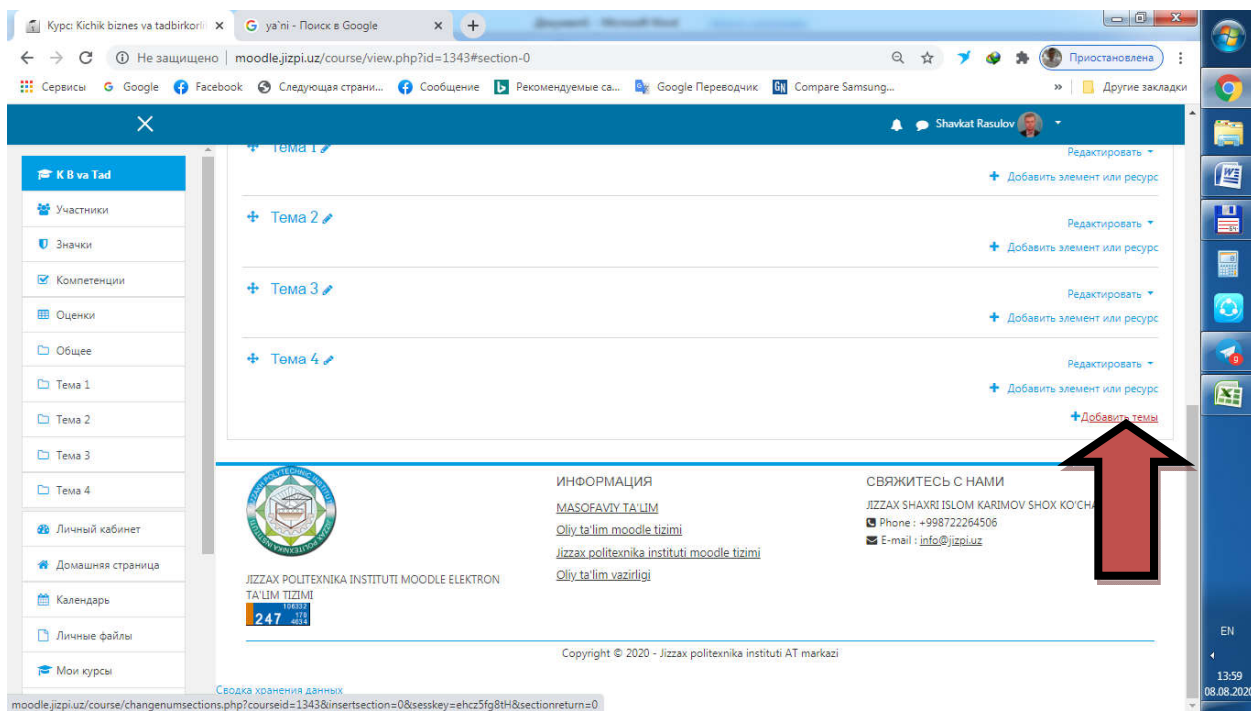 Курс: Kichik biznes va tadbirkorli
ya`ni - Поиск в Google
Не защищено | moodle.jizpi.uz/course/view.php?id=1343#section-0
Приостановлена
Сервисы Google Facebook Следующая страни... Сообщение Рекомендуемые са... Google Переводчик Compare Samsung... » Другие закладки
Shavkat Rasulov
K B va Tad
Участники
Значки
Компетенции
Оценки
Общее
Тема 1
Тема 2
Тема 3
Тема 4
Личный кабинет
Домашняя страница
Календарь
Личные файлы
Мои курсы
Тема 1
Редактировать
Добавить элемент или ресурс
Тема 2
Редактировать
Добавить элемент или ресурс
Тема 3
Редактировать
Добавить элемент или ресурс
Тема 4
Редактировать
Добавить элемент или ресурс
Добавить темы
JIZZAX POLITEXNIKA INSTITUTI MOODLE ELEKTRON
TA'LIM TIZIMI
247
ИНФОРМАЦИЯ
MASOFAVIY TA'LIM
Oliy ta'lim moodle tizimi
Jizzax politexnika instituti moodle tizimi
Oliy ta'lim vazirligi
СВЯЖИТЕСЬ С НАМИ
JIZZAX SHAXRI ISLOM KARIMOV SHOX KO'CHA
Phone : +998722264506
E-mail : info@jizpi.uz
Copyright © 2020 - Jizzax politexnika instituti AT markazi
Сводка хранения данных
moodle.jizpi.uz/course/changenumsections.php?courseid=1343&insertsection=0&sesskey=ehcz5fg8tH&sectionreturn=0
EN
13:59
08.08.2020